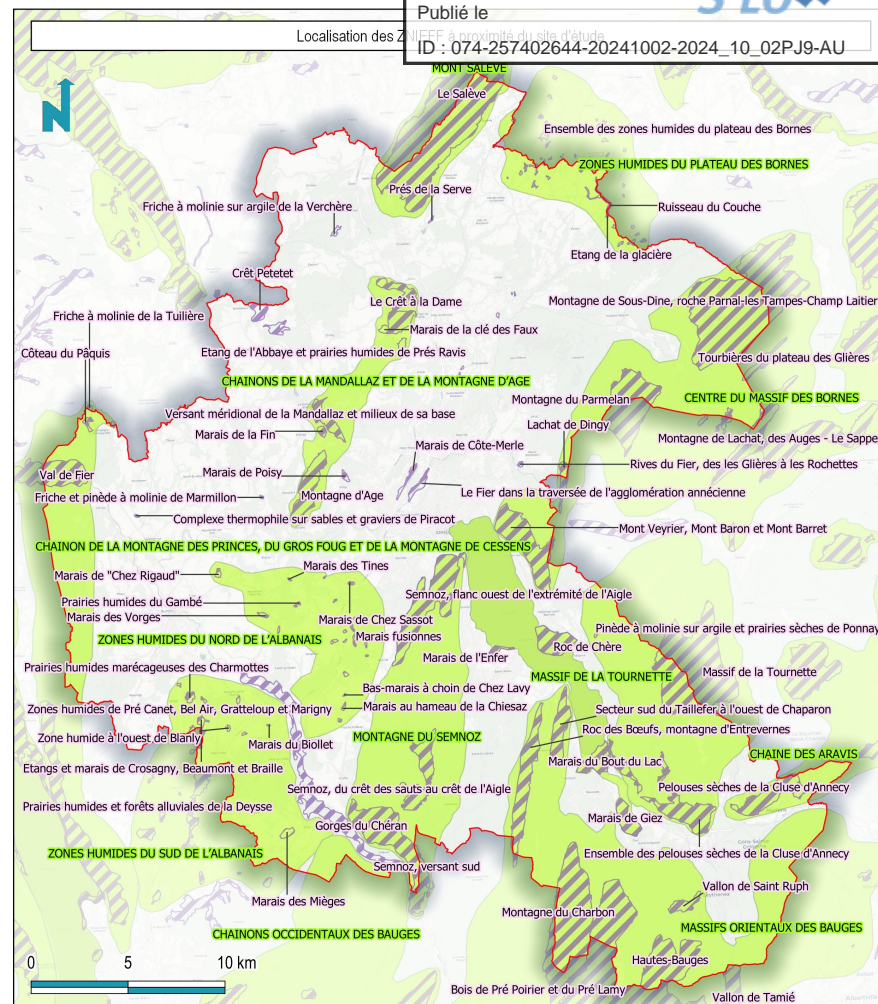 Publié le
S²LO
ID : 074-257402644-20241002-2024_10_02PJ9-AU
Localisation des ZNIEFF à proximité du site d'étude
N
MONT SALÈVE
Le Salève
Ensemble des zones humides du plateau des Bornes
ZONES HUMIDES DU PLATEAU DES BORNES
Prés de la Serve
Friche à molinie sur argile de la Verchère
Ruisseau du Couche
Etang de la glacière
Crêt Petetet
Le Crêt à la Dame
Montagne de Sous-Dine, roche Parnal-les Tampes-Champ Laitier
Friche à molinie de la Tuilière
Marais de la clé des Faux
Côteau du Pâquis
Etang de l'Abbaye et prairies humides de Prés Ravis
Tourbières du plateau des Glières
CHAINONS DE LA MANDALLAZ ET DE LA MONTAGNE D'AGE
Montagne du Parmelan
CENTRE DU MASSIF DES BORNES
Versant méridional de la Mandallaz et milieux de sa base
Lachat de Dingy
Marais de la Fin
Marais de Côte-Merle
Montagne de Lachat, des Auges - Le Sappe
Val de Fier
Marais de Poisy
Rives du Fier, des les Glières à les Rochettes
Friche et pinède à molinie de Marmillon
Montagne d'Age
Le Fier dans la traversée de l'agglomération annécienne
Complexe thermophile sur sables et graviers de Piracot
Mont Veyrier, Mont Baron et Mont Barret
CHAINON DE LA MONTAGNE DES PRINCES, DU GROS FOUG ET DE LA MONTAGNE DE CESSENS
Marais des Tines
Marais de "Chez Rigaud"
Semnoz, flanc ouest de l'extrémité de l'Aigle
Prairies humides du Gambé
Marais des Vorges
Marais de Chez Sassot
Pinède à molinie sur argile et prairies sèches de Ponnay
ZONES HUMIDES DU NORD DE L'ALBANAIS
Marais fusionnes
Roc de Chère
Marais de l'Enfer
Prairies humides marécageuses des Charmottes
MASSIF DE LA TOURNETTE
Massif de la Tournette
Bas-marais à choin de Chez Lavy
Zones humides de Pré Canet, Bel Air, Gratteloup et Marigny
Marais au hameau de la Chiesaz
Secteur sud du Taillefer à l'ouest de Chaparon
Roc des Bœufs, montagne d'Entrevernes
Zone humide à l'ouest de Blanly
Marais du Biollet
MONTAGNE DU SEMNOZ
CHAINE DES ARAVIS
Etangs et marais de Crosagny, Beaumont et Braille
Marais du Bout du Lac
Semnoz, du crêt des sauts au crêt de l'Aigle
Pelouses sèches de la Cluse d'Annecy
Prairies humides et forêts alluviales de la Deysse
Marais de Giez
Gorges du Chéran
ZONES HUMIDES DU SUD DE L'ALBANAIS
Ensemble des pelouses sèches de la Cluse d'Annecy
Semnoz, versant sud
Vallon de Saint Ruph
Marais des Mièges
Montagne du Charbon
MASSIFS ORIENTAUX DES BAUGES
CHAINONS OCCIDENTAUX DES BAUGES
Hautes-Bauges
0 5 10 km
Bois de Pré Poirier et du Pré Lamy
Vallon de Tamié